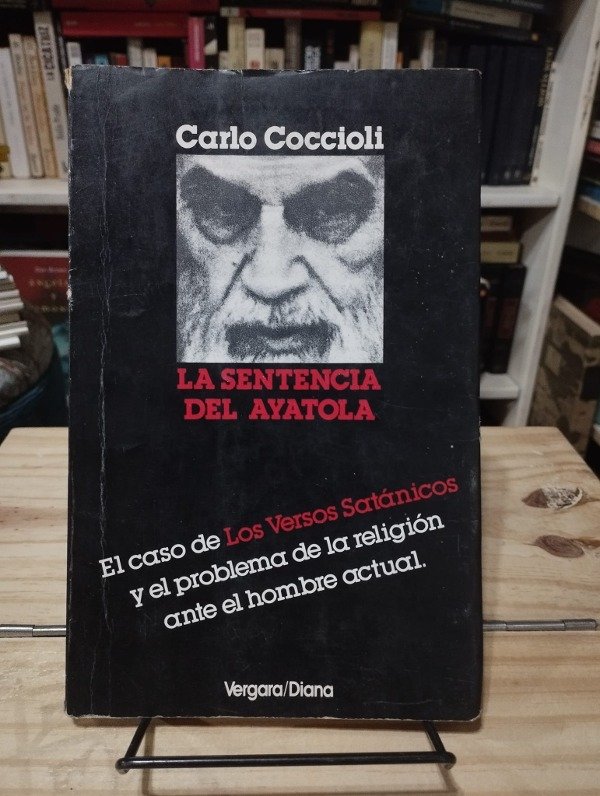 Carlo Coccioli
LA SENTENCIA
DEL AYATOLA
El caso de Los Versos Satánicos
y el problema de la religión
ante el hombre actual.
Vergara/Diana